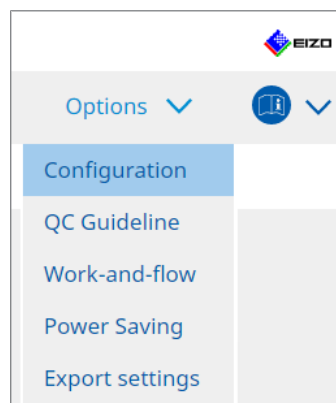 EIZO
Options
Configuration
QC Guideline
Work-and-flow
Power Saving
Export settings